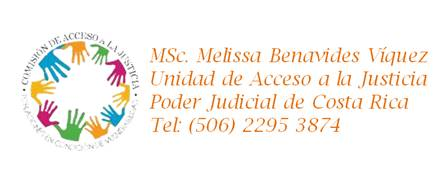 COMISIÓN DE ACCESO A LA JUSTICIA
MSc. Melissa Benavides Víquez
Unidad de Acceso a la Justicia
Poder Judicial de Costa Rica
Tel: (506) 2295 3874